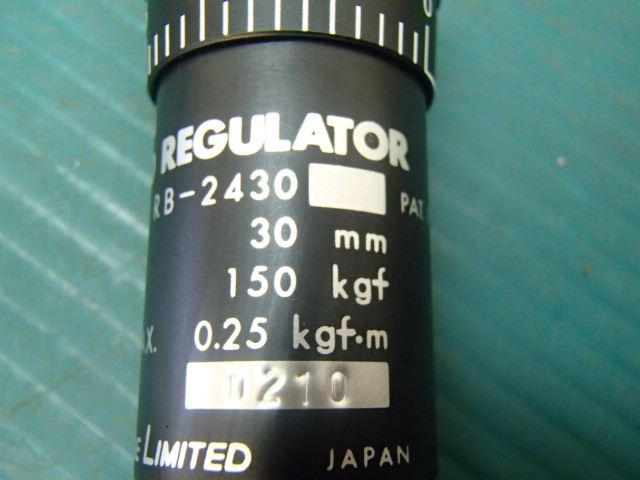 REGULATOR
RB-2430 PAT.
30 mm
150 kgf
0.25 kgf·m
0210
LIMITED JAPAN